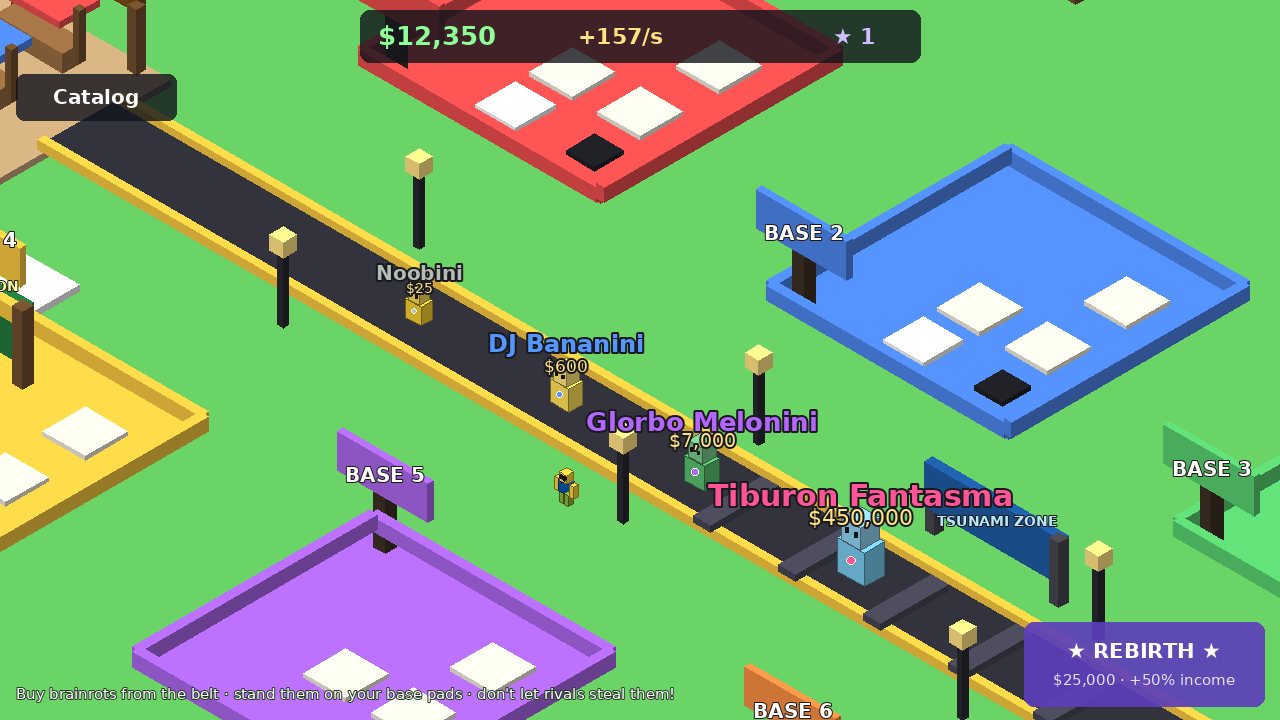 $12,350
+157/s
★ 1
Catalog
BASE 2
4
Noobini
$25
ON
DJ Bananini
$600
Glorbo Melonini
$7,000
BASE 5
BASE 3
Tiburon Fantasma
$450,000
TSUNAMI ZONE
★ REBIRTH ★
$25,000 · +50% income
Buy brainrots from the belt · stand them on your base pads · don't let rivals steal them!
BASE 6